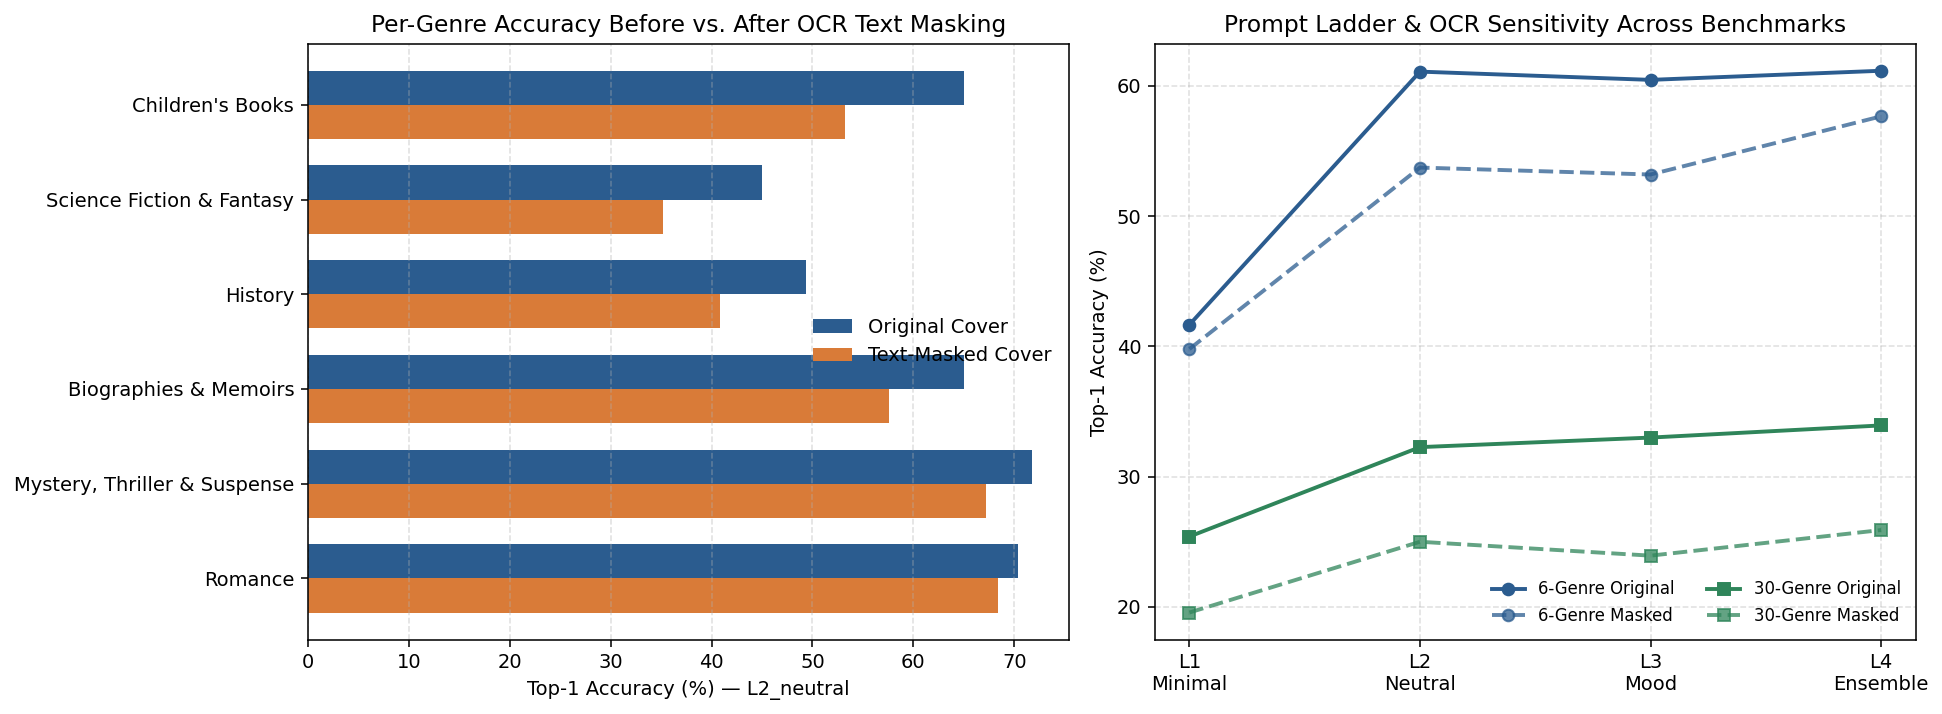 Per-Genre Accuracy Before vs. After OCR Text Masking
Children's Books
Science Fiction & Fantasy
History
Biographies & Memoirs
Mystery, Thriller & Suspense
Romance
Original Cover
Text-Masked Cover
0 10 20 30 40 50 60 70
Top-1 Accuracy (%) — L2_neutral
Prompt Ladder & OCR Sensitivity Across Benchmarks
Top-1 Accuracy (%)
60
50
40
30
20
6-Genre Original
6-Genre Masked
30-Genre Original
30-Genre Masked
L1 L2 L3 L4
Minimal Neutral Mood Ensemble